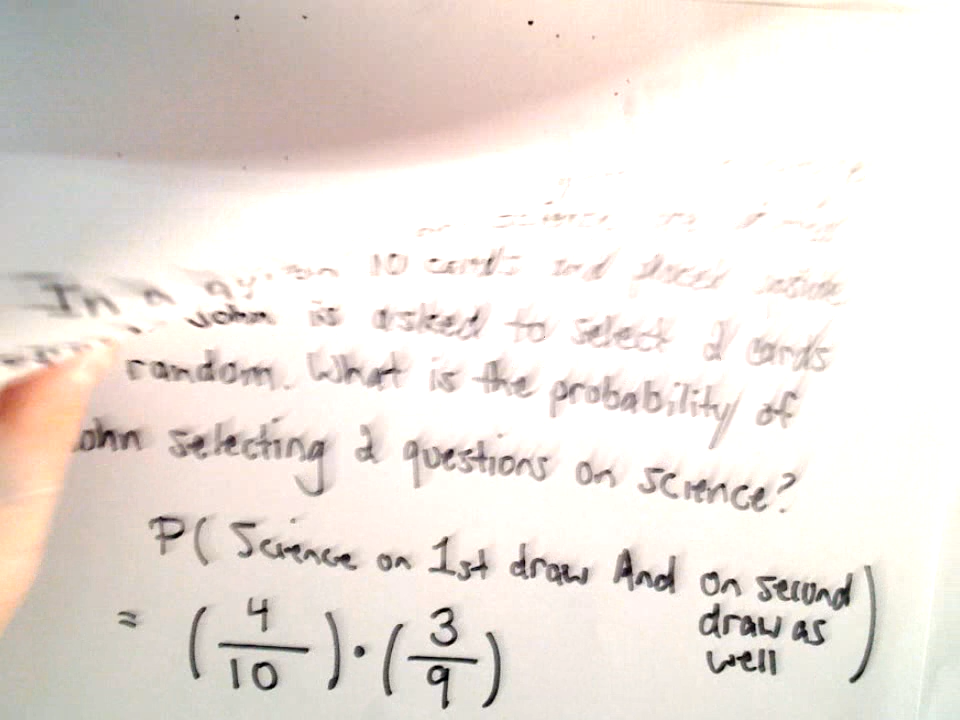 In a
10 cards and placed inside
John is asked to select 2 cards
random. What is the probability of
ohn selecting 2 questions on science?
P( Science on 1st draw And on second
draw as
well )
= (4/10) · (3/9)